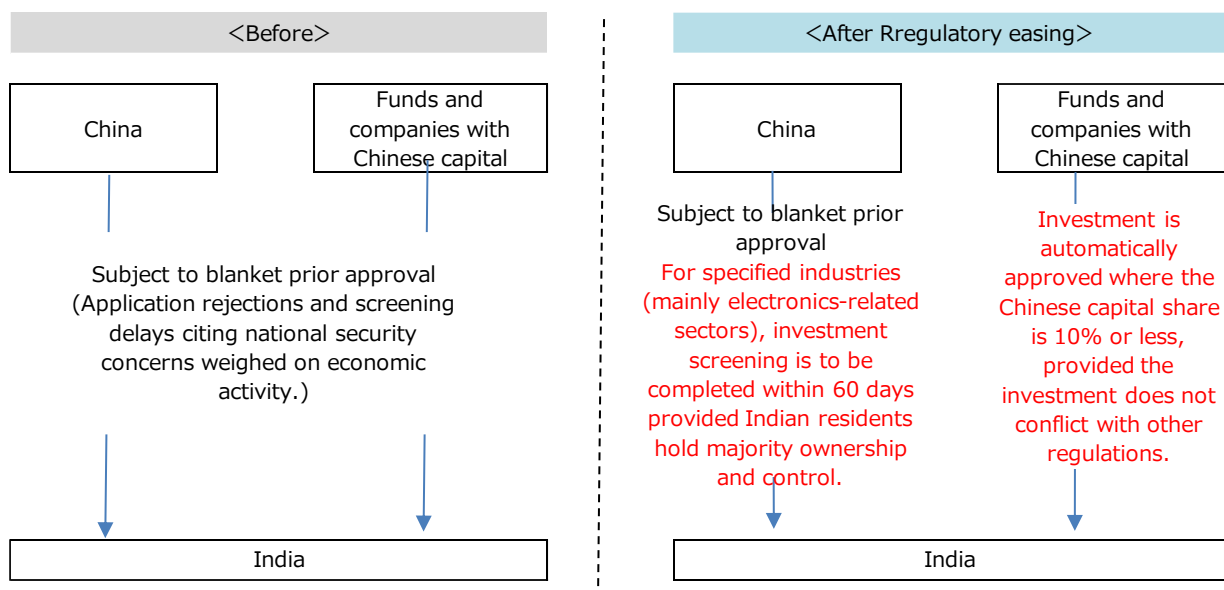 <Before>
China
Funds and
companies with
Chinese capital
Subject to blanket prior approval
(Application rejections and screening
delays citing national security
concerns weighed on economic
activity.)
India
<After Rregulatory easing>
China
Funds and
companies with
Chinese capital
Subject to blanket prior
approval
For specified industries
(mainly electronics-related
sectors), investment
screening is to be
completed within 60 days
provided Indian residents
hold majority ownership
and control.
Investment is
automatically
approved where the
Chinese capital share
is 10% or less,
provided the
investment does not
conflict with other
regulations.
India